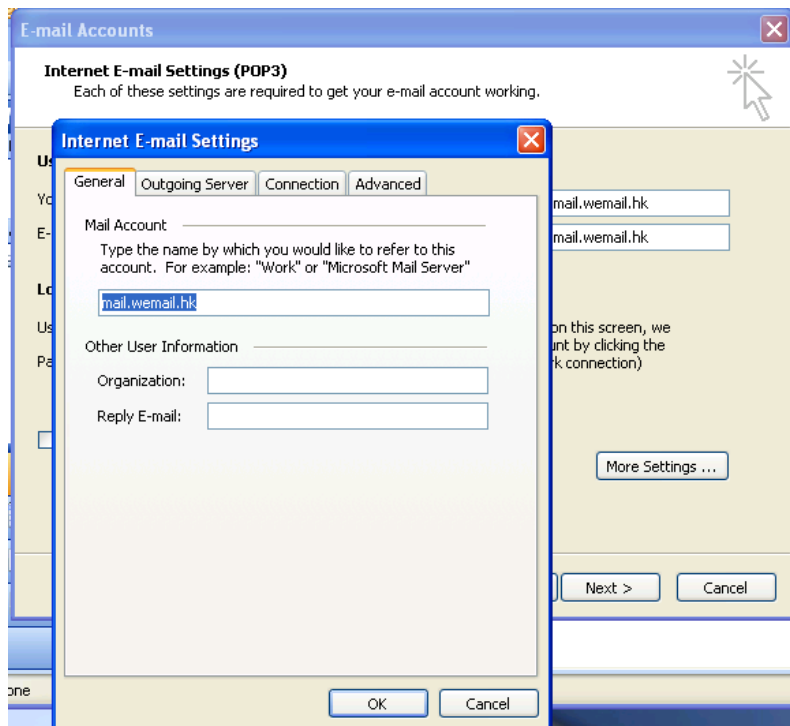 E-mail Accounts
Internet E-mail Settings (POP3)
Each of these settings are required to get your e-mail account working.
Internet E-mail Settings
General
Outgoing Server
Connection
Advanced
Mail Account
Type the name by which you would like to refer to this
account. For example: "Work" or "Microsoft Mail Server"
mail.wemail.hk
Other User Information
Organization:
Reply E-mail:
OK
Cancel
mail.wemail.hk
mail.wemail.hk
on this screen, we
by clicking the
connection)
More Settings ...
Next >
Cancel